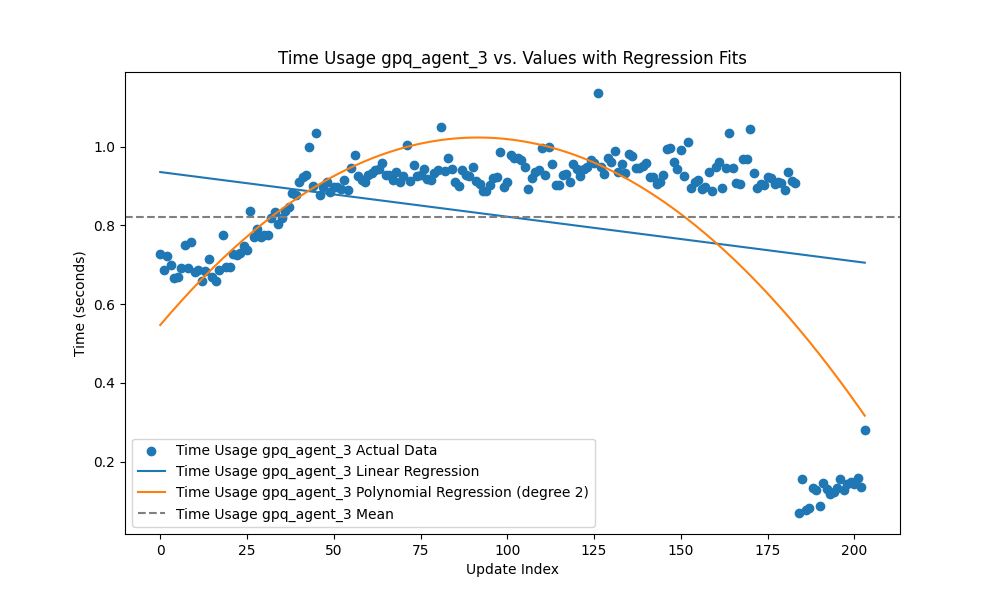 Time Usage gpq_agent_3 vs. Values with Regression Fits
Time (seconds)
1.0
0.8
0.6
0.4
0.2
Time Usage gpq_agent_3 Actual Data
Time Usage gpq_agent_3 Linear Regression
Time Usage gpq_agent_3 Polynomial Regression (degree 2)
Time Usage gpq_agent_3 Mean
0 25 50 75 100 125 150 175 200
Update Index